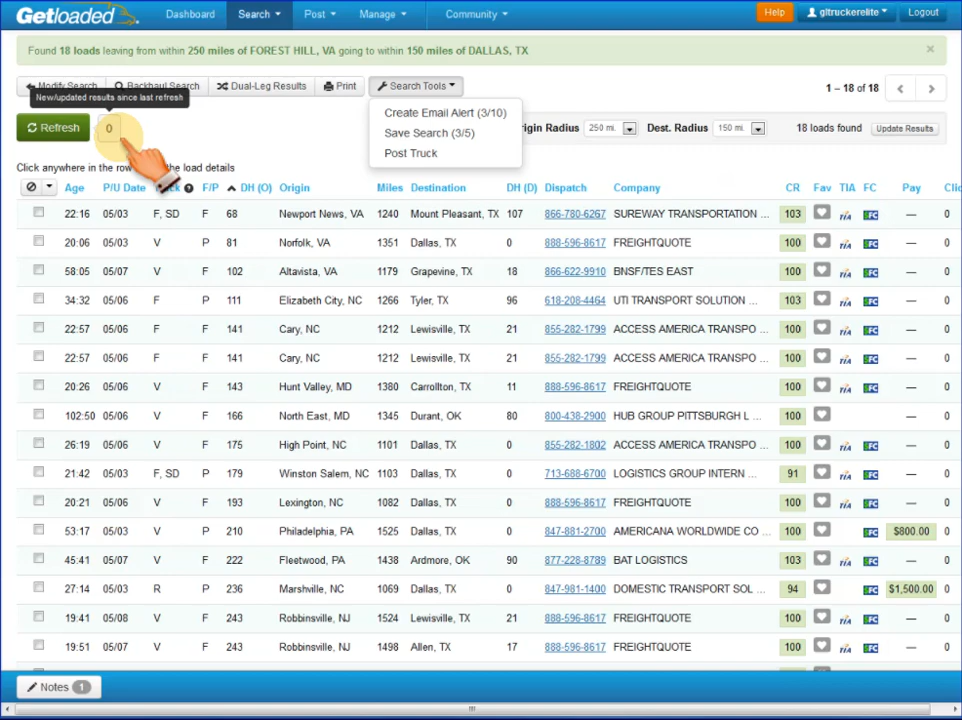 Getloaded Dashboard Search Post Manage Community Help gltruckerelite Logout
Found 18 loads leaving from within 250 miles of FOREST HILL, VA going to within 150 miles of DALLAS, TX ×
Modify Search Backhaul Search Dual-Leg Results Print Search Tools 1 – 18 of 18
New/updated results since last refresh
Create Email Alert (3/10)
Save Search (3/5)
Post Truck
Refresh 0 Origin Radius 250 mi. Dest. Radius 150 mi. 18 loads found Update Results
Click anywhere in the row the load details
Age P/U Date F/P DH (O) Origin Miles Destination DH (D) Dispatch Company CR Fav TIA FC Pay Clic
22:16 05/03 F, SD F 68 Newport News, VA 1240 Mount Pleasant, TX 107 866-780-6267 SUREWAY TRANSPORTATION ... 103 TIA FC — 0
20:06 05/03 V P 81 Norfolk, VA 1351 Dallas, TX 0 888-596-8617 FREIGHTQUOTE 100 TIA FC — 0
58:05 05/07 V F 102 Altavista, VA 1179 Grapevine, TX 18 866-622-9910 BNSF/TES EAST 100 TIA FC — 0
34:32 05/06 F P 111 Elizabeth City, NC 1266 Tyler, TX 96 618-208-4464 UTI TRANSPORT SOLUTION ... 103 TIA FC — 0
22:57 05/06 F F 141 Cary, NC 1212 Lewisville, TX 21 855-282-1799 ACCESS AMERICA TRANSPO ... 100 TIA FC — 0
22:57 05/06 F F 141 Cary, NC 1212 Lewisville, TX 21 855-282-1799 ACCESS AMERICA TRANSPO ... 100 TIA FC — 0
20:26 05/06 V F 143 Hunt Valley, MD 1380 Carrollton, TX 11 888-596-8617 FREIGHTQUOTE 100 TIA FC — 0
102:50 05/06 V F 166 North East, MD 1345 Durant, OK 80 800-438-2900 HUB GROUP PITTSBURGH L ... 100 — 0
26:19 05/06 V F 175 High Point, NC 1101 Dallas, TX 0 855-282-1802 ACCESS AMERICA TRANSPO ... 100 TIA FC — 0
21:42 05/03 F, SD P 179 Winston Salem, NC 1103 Dallas, TX 0 713-688-6700 LOGISTICS GROUP INTERN ... 91 TIA FC — 0
20:21 05/06 V F 193 Lexington, NC 1082 Dallas, TX 0 888-596-8617 FREIGHTQUOTE 100 TIA FC — 0
53:17 05/03 V P 210 Philadelphia, PA 1525 Dallas, TX 0 847-881-2700 AMERICANA WORLDWIDE CO ... 100 FC $800.00 0
45:41 05/07 V F 222 Fleetwood, PA 1438 Ardmore, OK 90 877-228-8789 BAT LOGISTICS 103 TIA FC — 0
27:14 05/03 R P 236 Marshville, NC 1069 Dallas, TX 0 847-981-1400 DOMESTIC TRANSPORT SOL ... 94 FC $1,500.00 0
19:41 05/08 V F 243 Robbinsville, NJ 1524 Lewisville, TX 21 888-596-8617 FREIGHTQUOTE 100 TIA FC — 0
19:51 05/07 V F 243 Robbinsville, NJ 1498 Allen, TX 17 888-596-8617 FREIGHTQUOTE 100 TIA FC — 0
Notes 1